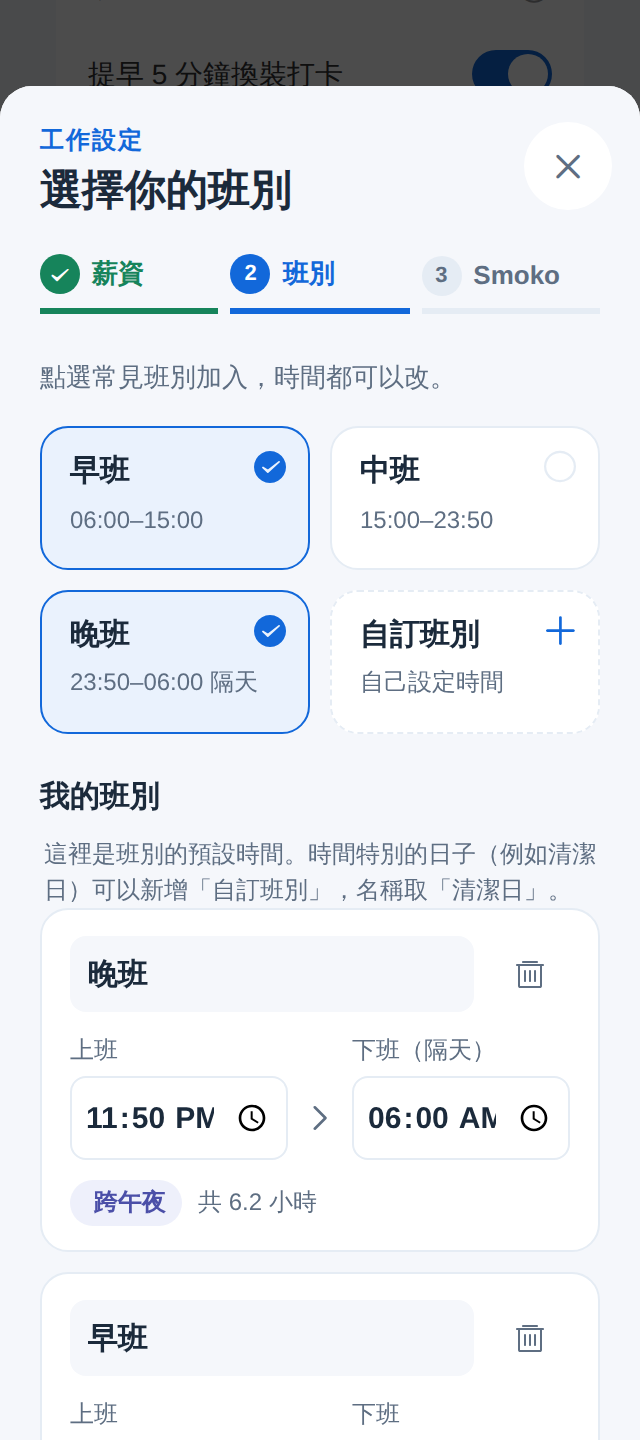 提早 5 分鐘換裝打卡
工作設定
選擇你的班別
薪資
2 班別
3 Smoko
點選常見班別加入，時間都可以改。
早班
06:00–15:00
中班
15:00–23:50
晚班
23:50–06:00 隔天
自訂班別
自己設定時間
我的班別
這裡是班別的預設時間。時間特別的日子（例如清潔
日）可以新增「自訂班別」，名稱取「清潔日」。
晚班
上班
下班（隔天）
11:50 PM
06:00 AM
跨午夜
共 6.2 小時
早班
上班
下班